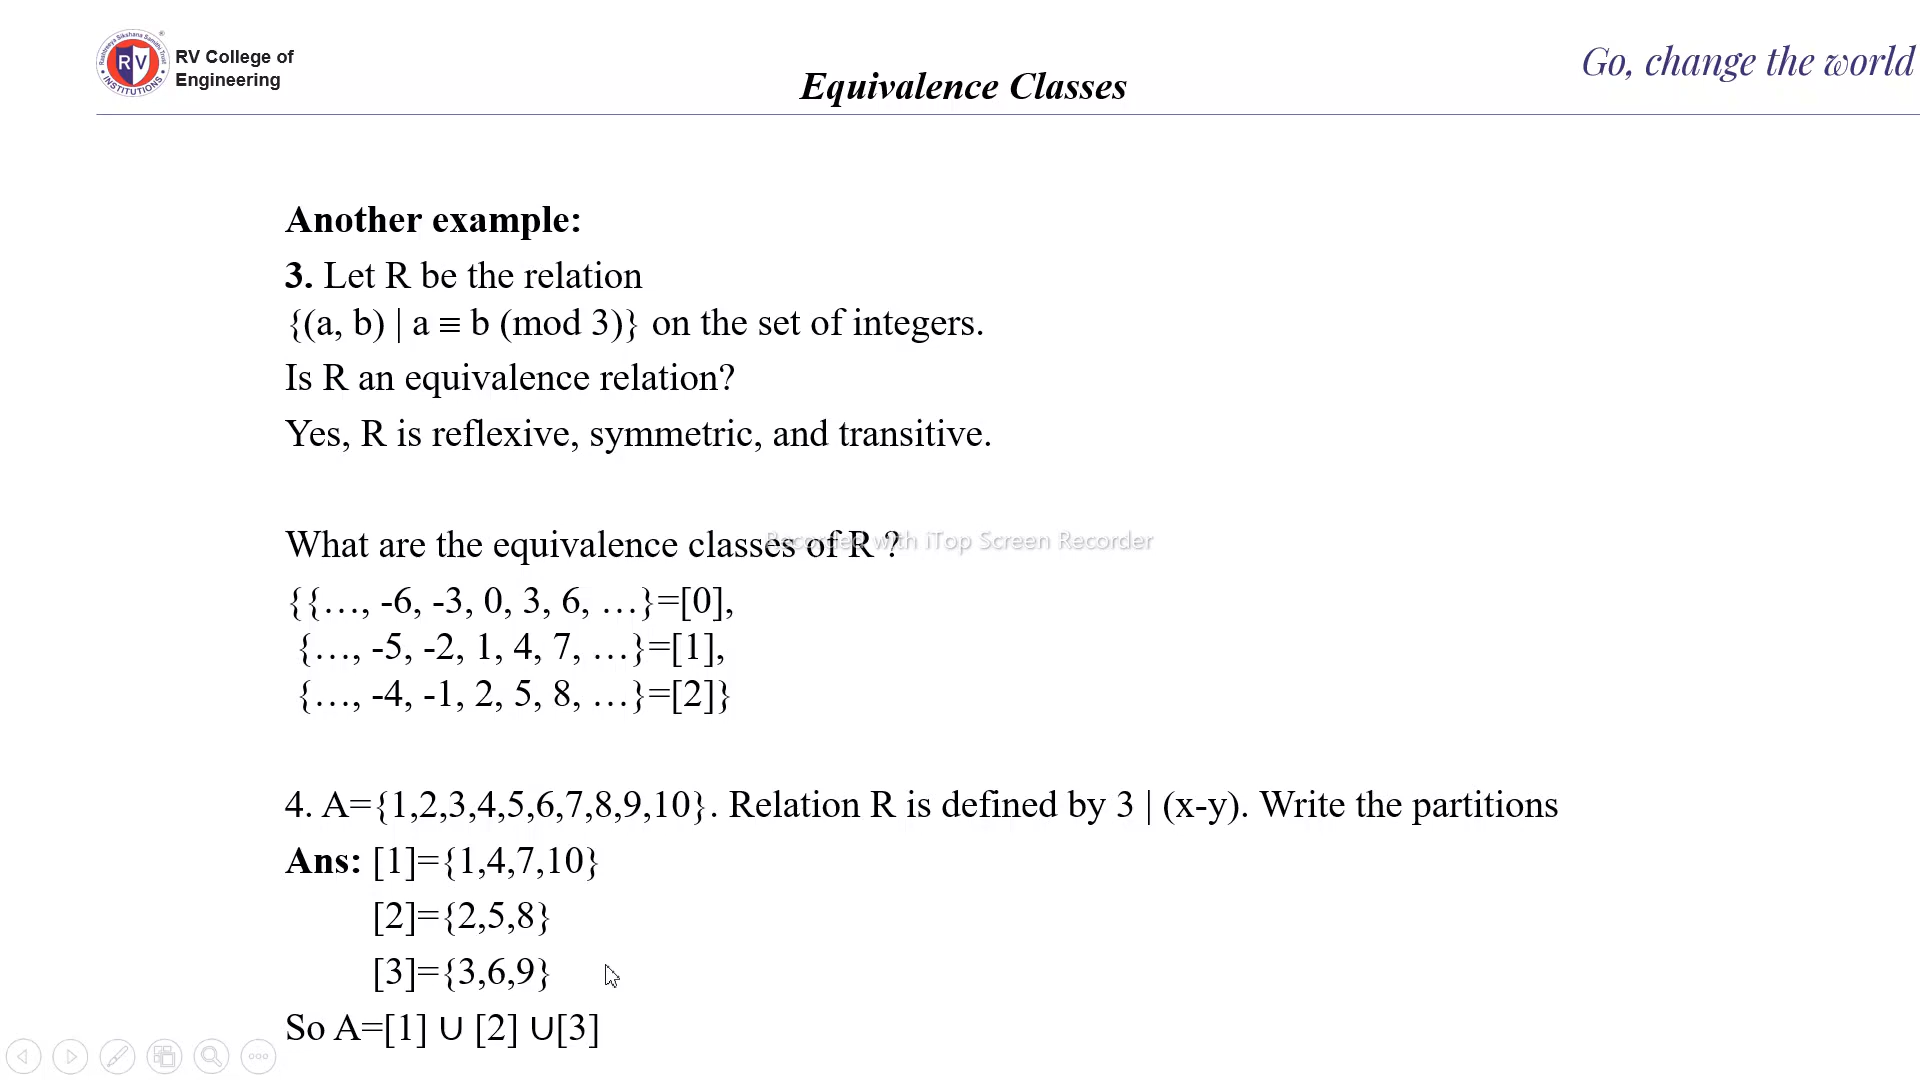 RV College of
Engineering
Go, change the world
Equivalence Classes
Another example:
3. Let R be the relation
{(a, b) | a ≡ b (mod 3)} on the set of integers.
Is R an equivalence relation?
Yes, R is reflexive, symmetric, and transitive.
What are the equivalence classes of R ?
Recorded with iTop Screen Recorder
{{…, -6, -3, 0, 3, 6, …}=[0],
{…, -5, -2, 1, 4, 7, …}=[1],
{…, -4, -1, 2, 5, 8, …}=[2]}
4. A={1,2,3,4,5,6,7,8,9,10}. Relation R is defined by 3 | (x-y). Write the partitions
Ans: [1]={1,4,7,10}
[2]={2,5,8}
[3]={3,6,9}
So A=[1] ∪ [2] ∪[3]